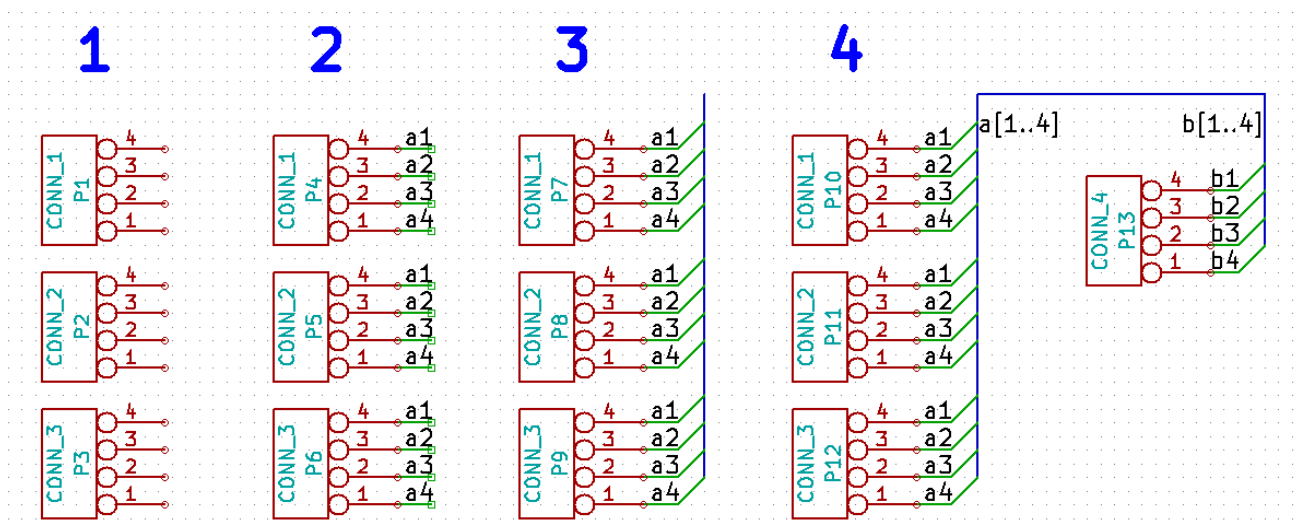 1 2 3 4
a[1..4] b[1..4]
CONN_1
P1
4
3
2
1
CONN_1
P4
4 a1
3 a2
2 a3
1 a4
CONN_1
P7
4 a1
3 a2
2 a3
1 a4
CONN_1
P10
4 a1
3 a2
2 a3
1 a4
CONN_4
P13
4 b1
3 b2
2 b3
1 b4
CONN_2
P2
4
3
2
1
CONN_2
P5
4 a1
3 a2
2 a3
1 a4
CONN_2
P8
4 a1
3 a2
2 a3
1 a4
CONN_2
P11
4 a1
3 a2
2 a3
1 a4
CONN_3
P3
4
3
2
1
CONN_3
P6
4 a1
3 a2
2 a3
1 a4
CONN_3
P9
4 a1
3 a2
2 a3
1 a4
CONN_3
P12
4 a1
3 a2
2 a3
1 a4